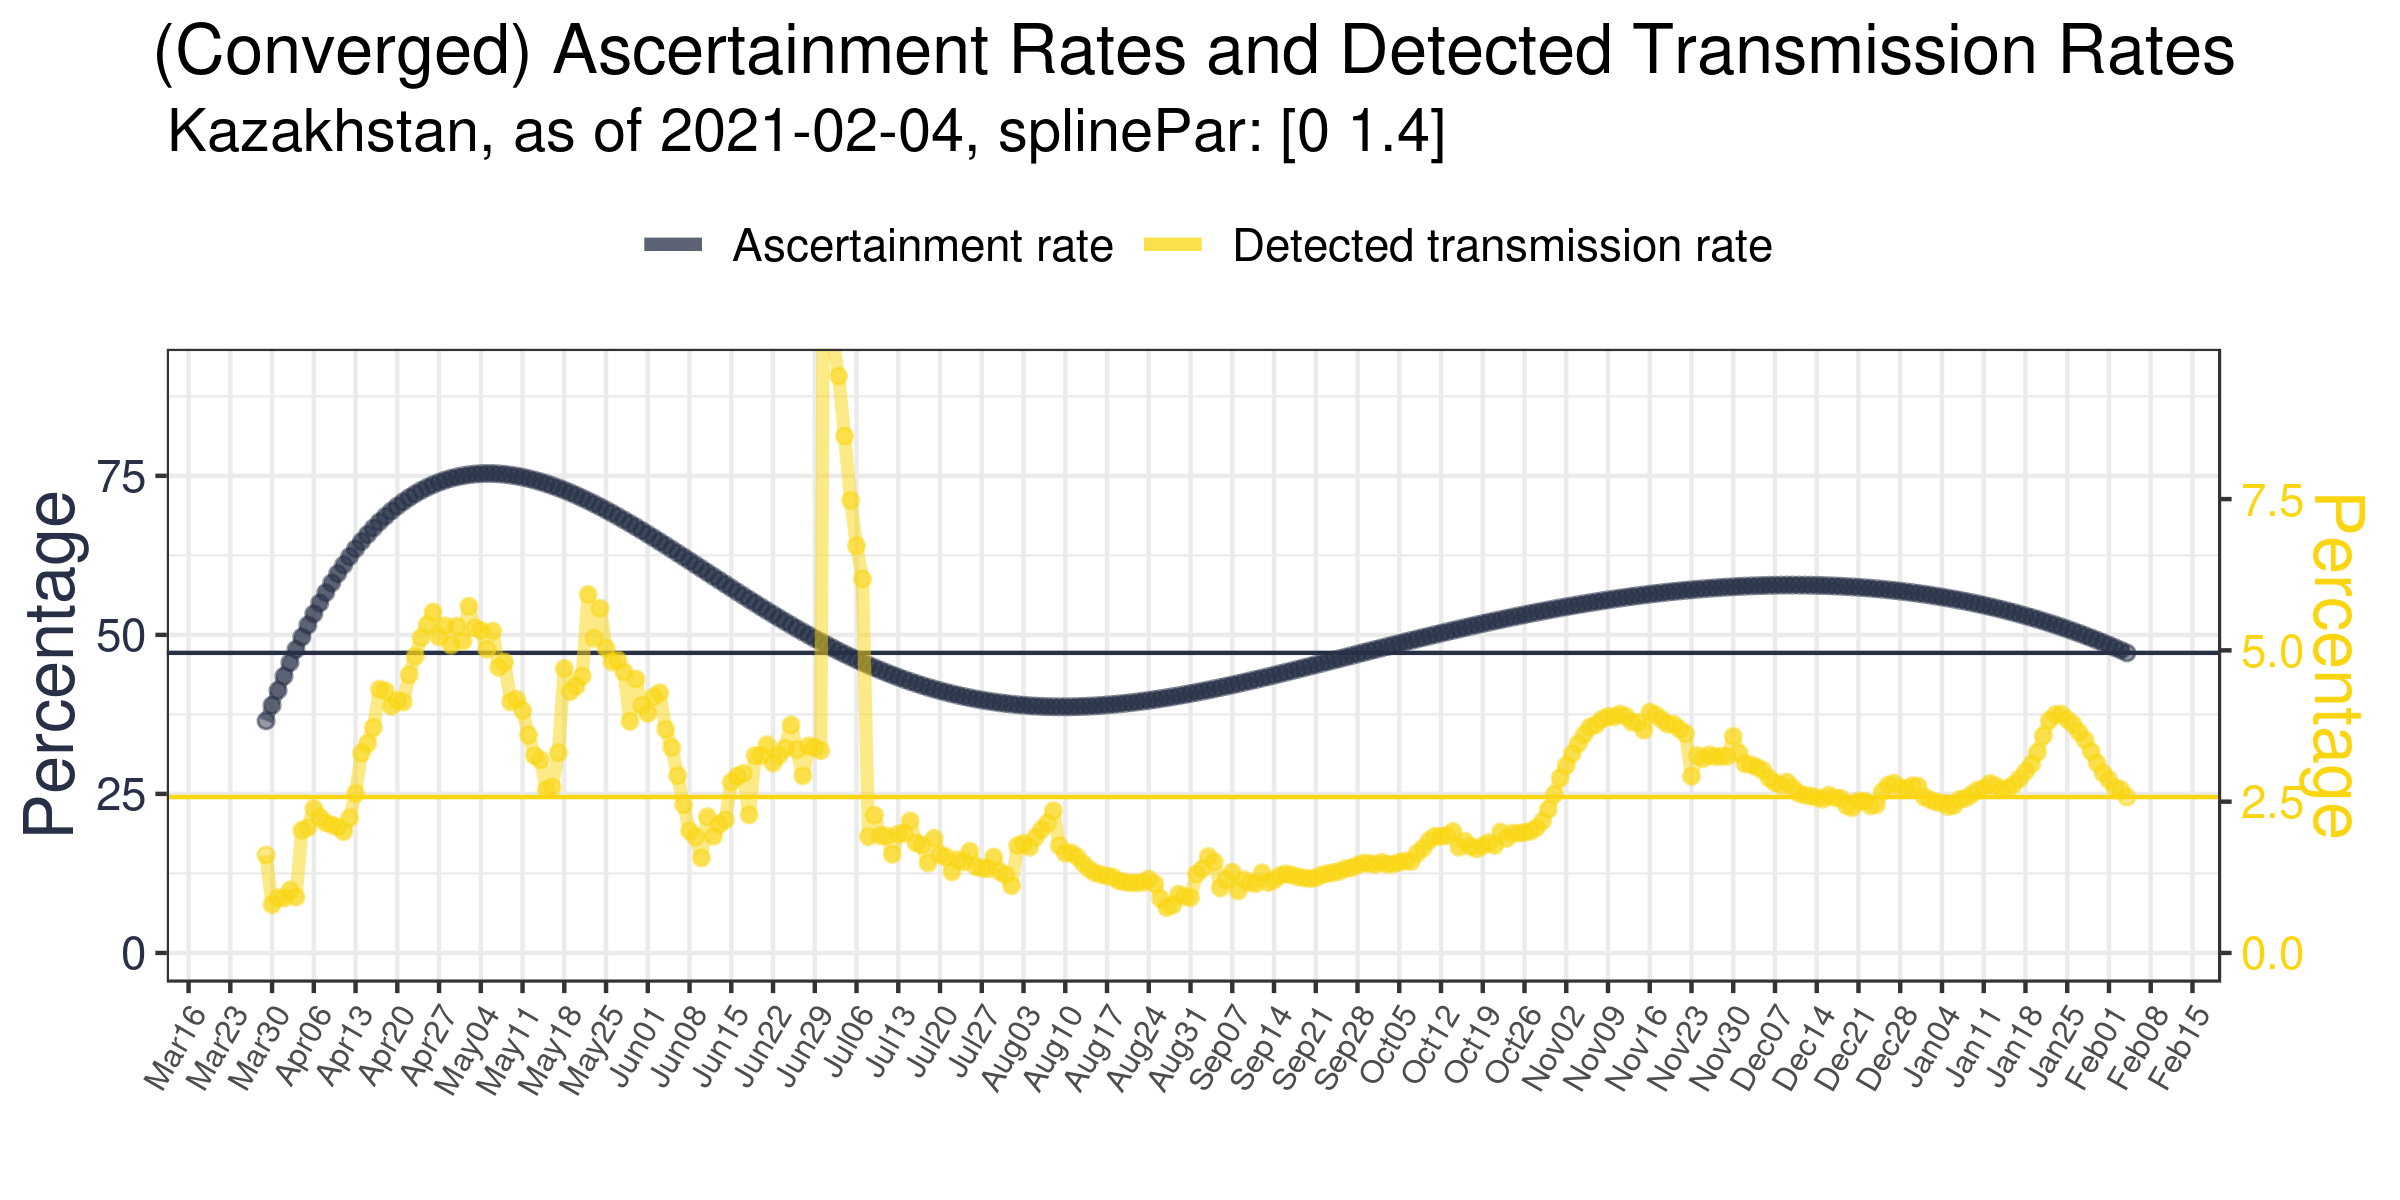 (Converged) Ascertainment Rates and Detected Transmission Rates
Kazakhstan, as of 2021-02-04, splinePar: [0 1.4]
Ascertainment rate Detected transmission rate
Percentage
75
50
25
0
7.5
5.0
2.5
0.0
Percentage
Mar16 Mar23 Mar30 Apr06 Apr13 Apr20 Apr27 May04 May11 May18 May25 Jun01 Jun08 Jun15 Jun22 Jun29 Jul06 Jul13 Jul20 Jul27 Aug03 Aug10 Aug17 Aug24 Aug31 Sep07 Sep14 Sep21 Sep28 Oct05 Oct12 Oct19 Oct26 Nov02 Nov09 Nov16 Nov23 Nov30 Dec07 Dec14 Dec21 Dec28 Jan04 Jan11 Jan18 Jan25 Feb01 Feb08 Feb15